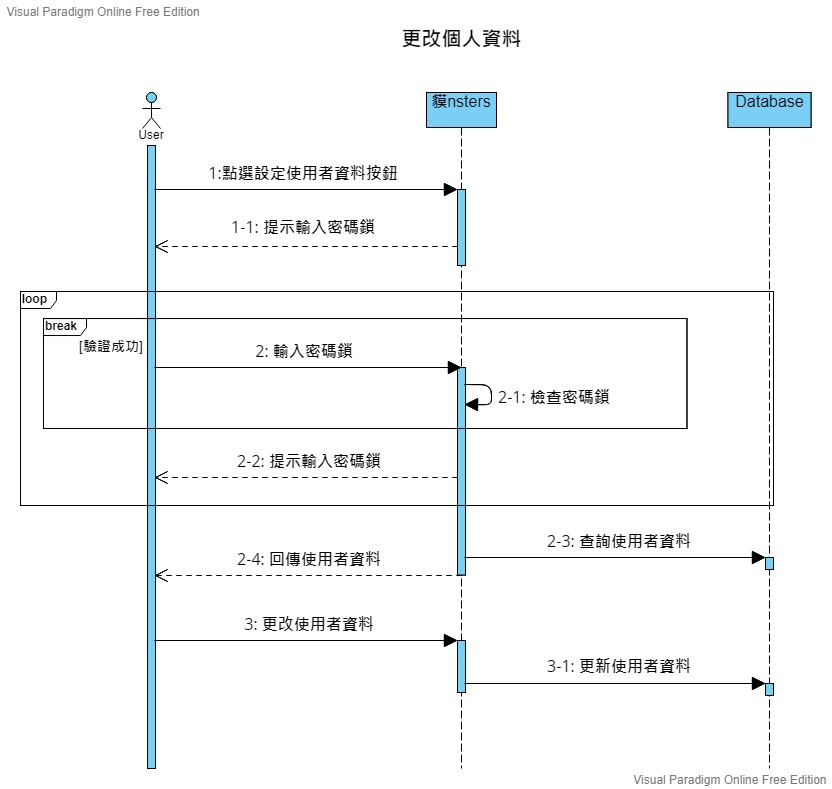 Visual Paradigm Online Free Edition
更改個人資料
User
貘nsters
Database
1:點選設定使用者資料按鈕
1-1: 提示輸入密碼鎖
loop
break
[驗證成功]
2: 輸入密碼鎖
2-1: 檢查密碼鎖
2-2: 提示輸入密碼鎖
2-3: 查詢使用者資料
2-4: 回傳使用者資料
3: 更改使用者資料
3-1: 更新使用者資料
Visual Paradigm Online Free Edition